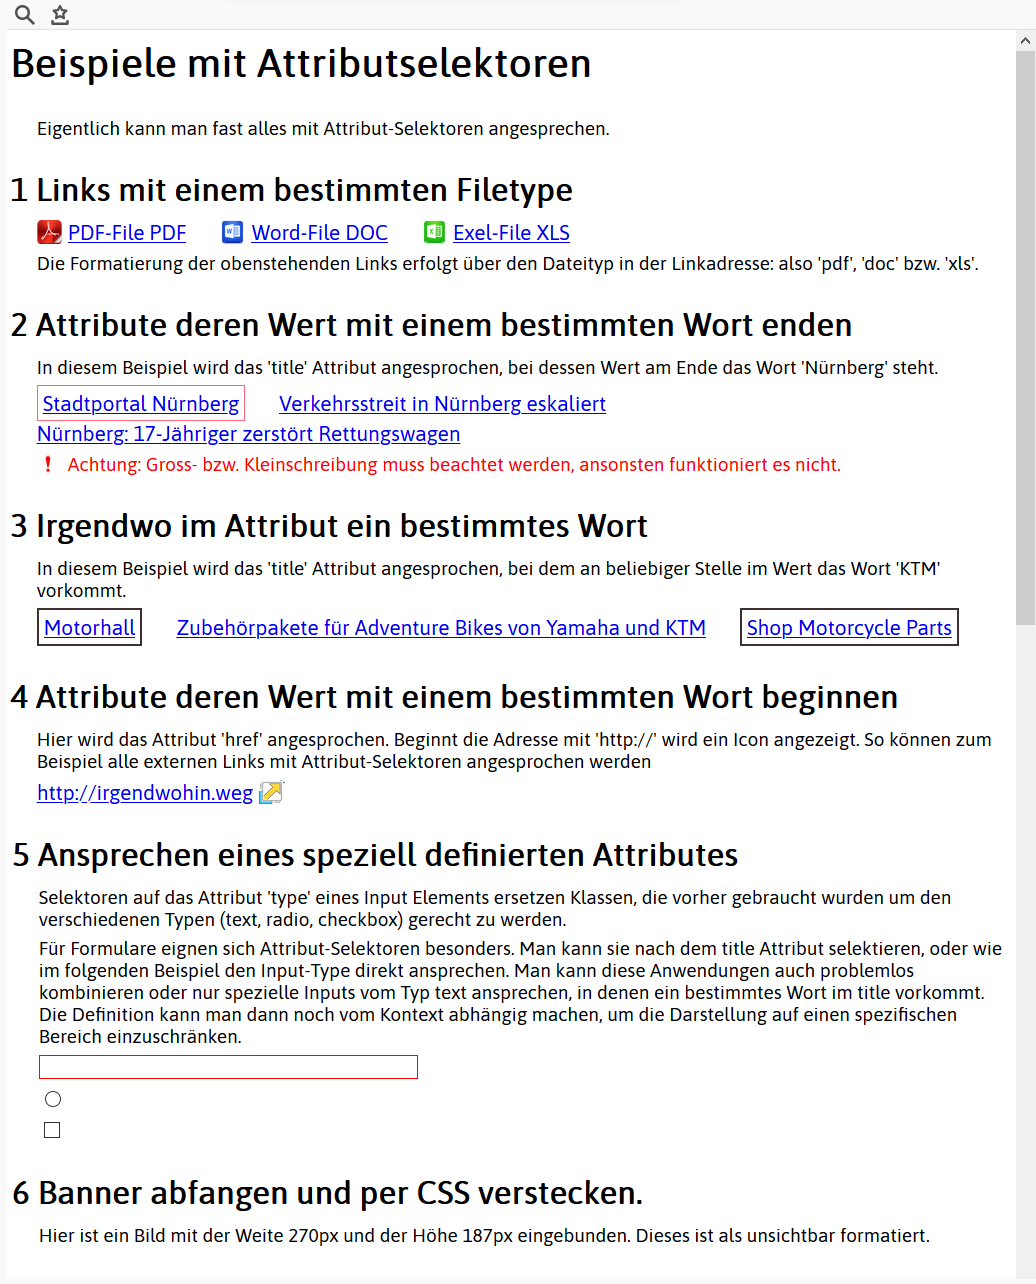 Beispiele mit Attributselektoren
Eigentlich kann man fast alles mit Attribut-Selektoren angesprechen.
1 Links mit einem bestimmten Filetype
PDF-File PDF Word-File DOC Exel-File XLS
Die Formatierung der obenstehenden Links erfolgt über den Dateityp in der Linkadresse: also 'pdf', 'doc' bzw. 'xls'.
2 Attribute deren Wert mit einem bestimmten Wort enden
In diesem Beispiel wird das 'title' Attribut angesprochen, bei dessen Wert am Ende das Wort 'Nürnberg' steht.
Stadtportal Nürnberg Verkehrsstreit in Nürnberg eskaliert
Nürnberg: 17-Jähriger zerstört Rettungswagen
! Achtung: Gross- bzw. Kleinschreibung muss beachtet werden, ansonsten funktioniert es nicht.
3 Irgendwo im Attribut ein bestimmtes Wort
In diesem Beispiel wird das 'title' Attribut angesprochen, bei dem an beliebiger Stelle im Wert das Wort 'KTM'
vorkommt.
Motorhall Zubehörpakete für Adventure Bikes von Yamaha und KTM Shop Motorcycle Parts
4 Attribute deren Wert mit einem bestimmten Wort beginnen
Hier wird das Attribut 'href' angesprochen. Beginnt die Adresse mit 'http://' wird ein Icon angezeigt. So können zum
Beispiel alle externen Links mit Attribut-Selektoren angesprochen werden
http://irgendwohin.weg
5 Ansprechen eines speziell definierten Attributes
Selektoren auf das Attribut 'type' eines Input Elements ersetzen Klassen, die vorher gebraucht wurden um den
verschiedenen Typen (text, radio, checkbox) gerecht zu werden.
Für Formulare eignen sich Attribut-Selektoren besonders. Man kann sie nach dem title Attribut selektieren, oder wie
im folgenden Beispiel den Input-Type direkt ansprechen. Man kann diese Anwendungen auch problemlos
kombinieren oder nur spezielle Inputs vom Typ text ansprechen, in denen ein bestimmtes Wort im title vorkommt.
Die Definition kann man dann noch vom Kontext abhängig machen, um die Darstellung auf einen spezifischen
Bereich einzuschränken.
6 Banner abfangen und per CSS verstecken.
Hier ist ein Bild mit der Weite 270px und der Höhe 187px eingebunden. Dieses ist als unsichtbar formatiert.